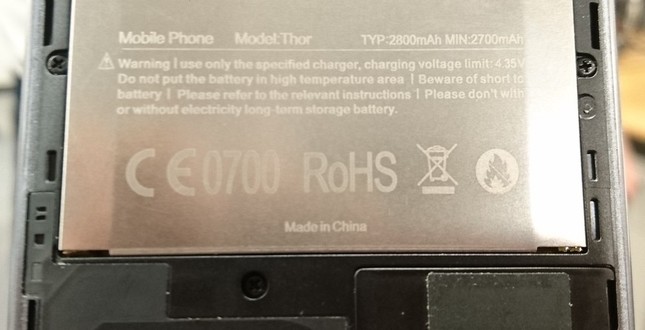 Mobile Phone Model:Thor TYP:2800mAh MIN:2700mAh
Warning | use only the specified charger, charging voltage limit: 4.35V
Do not put the battery in high temperature area | Beware of short to
battery | Please refer to the relevant instructions | Please don't with
or without electricity long-term storage battery.
CE0700 RoHS
Made in China